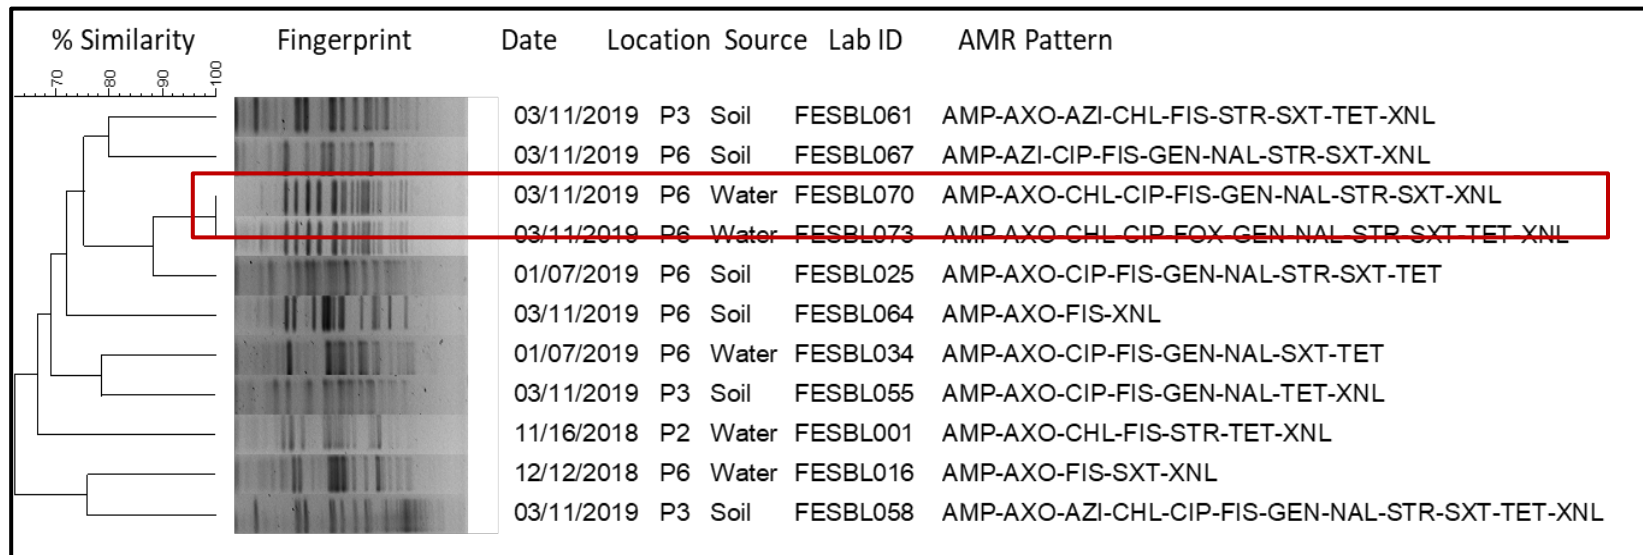 % Similarity Fingerprint Date Location Source Lab ID AMR Pattern
70 80 90 100
03/11/2019 P3 Soil FESBL061 AMP-AXO-AZI-CHL-FIS-STR-SXT-TET-XNL
03/11/2019 P6 Soil FESBL067 AMP-AZI-CIP-FIS-GEN-NAL-STR-SXT-XNL
03/11/2019 P6 Water FESBL070 AMP-AXO-CHL-CIP-FIS-GEN-NAL-STR-SXT-XNL
03/11/2019 P6 Water FESBL073 AMP-AXO-CHL-CIP-FOX-GEN-NAL-STR-SXT-TET-XNL
01/07/2019 P6 Soil FESBL025 AMP-AXO-CIP-FIS-GEN-NAL-STR-SXT-TET
03/11/2019 P6 Soil FESBL064 AMP-AXO-FIS-XNL
01/07/2019 P6 Water FESBL034 AMP-AXO-CIP-FIS-GEN-NAL-SXT-TET
03/11/2019 P3 Soil FESBL055 AMP-AXO-CIP-FIS-GEN-NAL-TET-XNL
11/16/2018 P2 Water FESBL001 AMP-AXO-CHL-FIS-STR-TET-XNL
12/12/2018 P6 Water FESBL016 AMP-AXO-FIS-SXT-XNL
03/11/2019 P3 Soil FESBL058 AMP-AXO-AZI-CHL-CIP-FIS-GEN-NAL-STR-SXT-TET-XNL